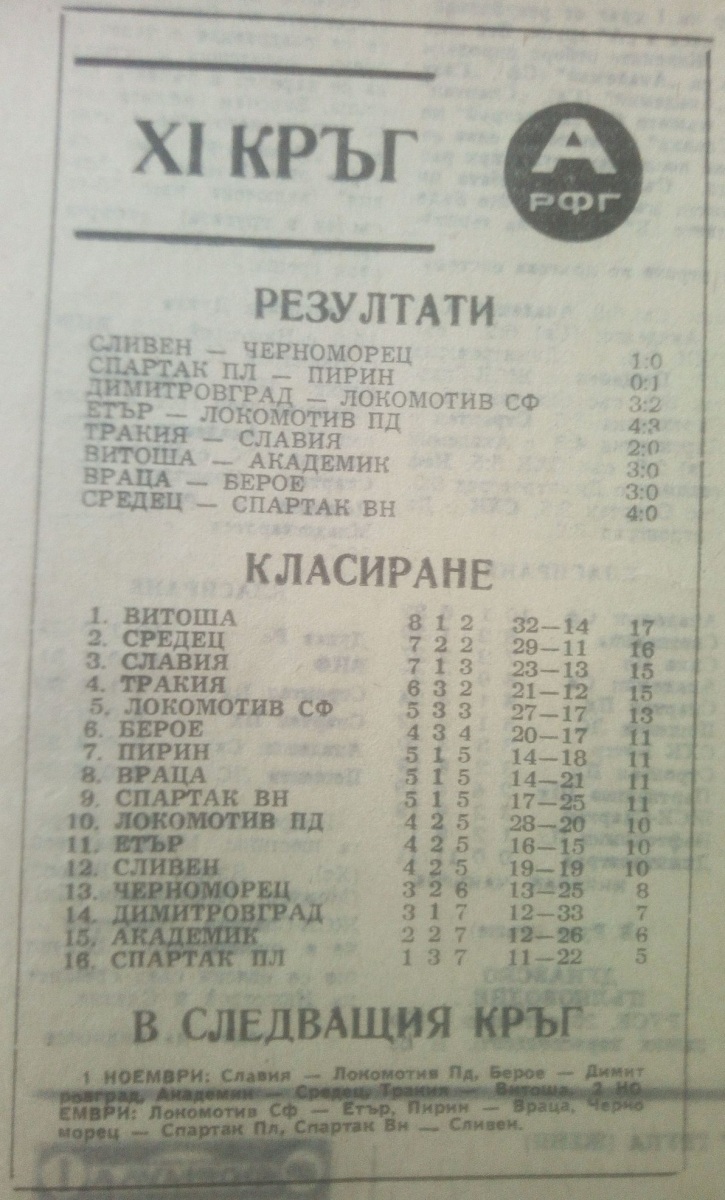 XI КРЪГ
А
РФГ
РЕЗУЛТАТИ
СЛИВЕН — ЧЕРНОМОРЕЦ 1:0
СПАРТАК ПЛ — ПИРИН 0:1
ДИМИТРОВГРАД — ЛОКОМОТИВ СФ 3:2
ЕТЪР — ЛОКОМОТИВ ПД 4:3
ТРАКИЯ — СЛАВИЯ 2:0
ВИТОША — АКАДЕМИК 3:0
ВРАЦА — БЕРОЕ 3:0
СРЕДЕЦ — СПАРТАК ВН 4:0
КЛАСИРАНЕ
1. ВИТОША 8 1 2 32—14 17
2. СРЕДЕЦ 7 2 2 29—11 16
3. СЛАВИЯ 7 1 3 23—13 15
4. ТРАКИЯ 6 3 2 21—12 15
5. ЛОКОМОТИВ СФ 5 3 3 27—17 13
6. БЕРОЕ 4 3 4 20—17 11
7. ПИРИН 5 1 5 14—18 11
8. ВРАЦА 5 1 5 14—21 11
9. СПАРТАК ВН 5 1 5 17—25 11
10. ЛОКОМОТИВ ПД 4 2 5 28—20 10
11. ЕТЪР 4 2 5 16—15 10
12. СЛИВЕН 4 2 5 19—19 10
13. ЧЕРНОМОРЕЦ 3 2 6 13—25 8
14. ДИМИТРОВГРАД 3 1 7 12—33 7
15. АКАДЕМИК 2 2 7 12—26 6
16. СПАРТАК ПЛ 1 3 7 11—22 5
В СЛЕДВАЩИЯ КРЪГ
1 НОЕМВРИ: Славия — Локомотив Пд, Берое — Димит
ровград, Академик — Средец, Тракия — Витоша. 2 НО
ЕМВРИ: Локомотив Сф — Етър, Пирин — Враца, Черно
морец — Спартак Пл, Спартак Вн — Сливен.